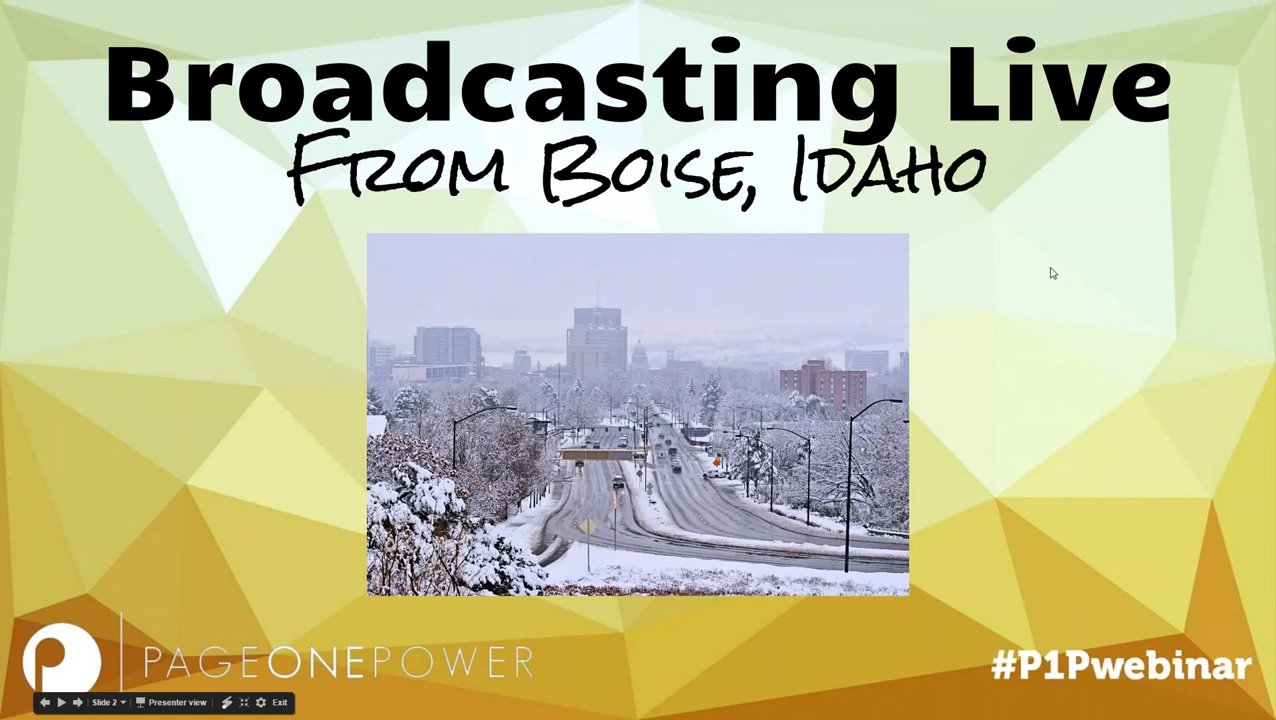 Broadcasting Live
From Boise, Idaho
PAGEONEPOWER
#P1Pwebinar
Slide 2
Presenter view
Exit